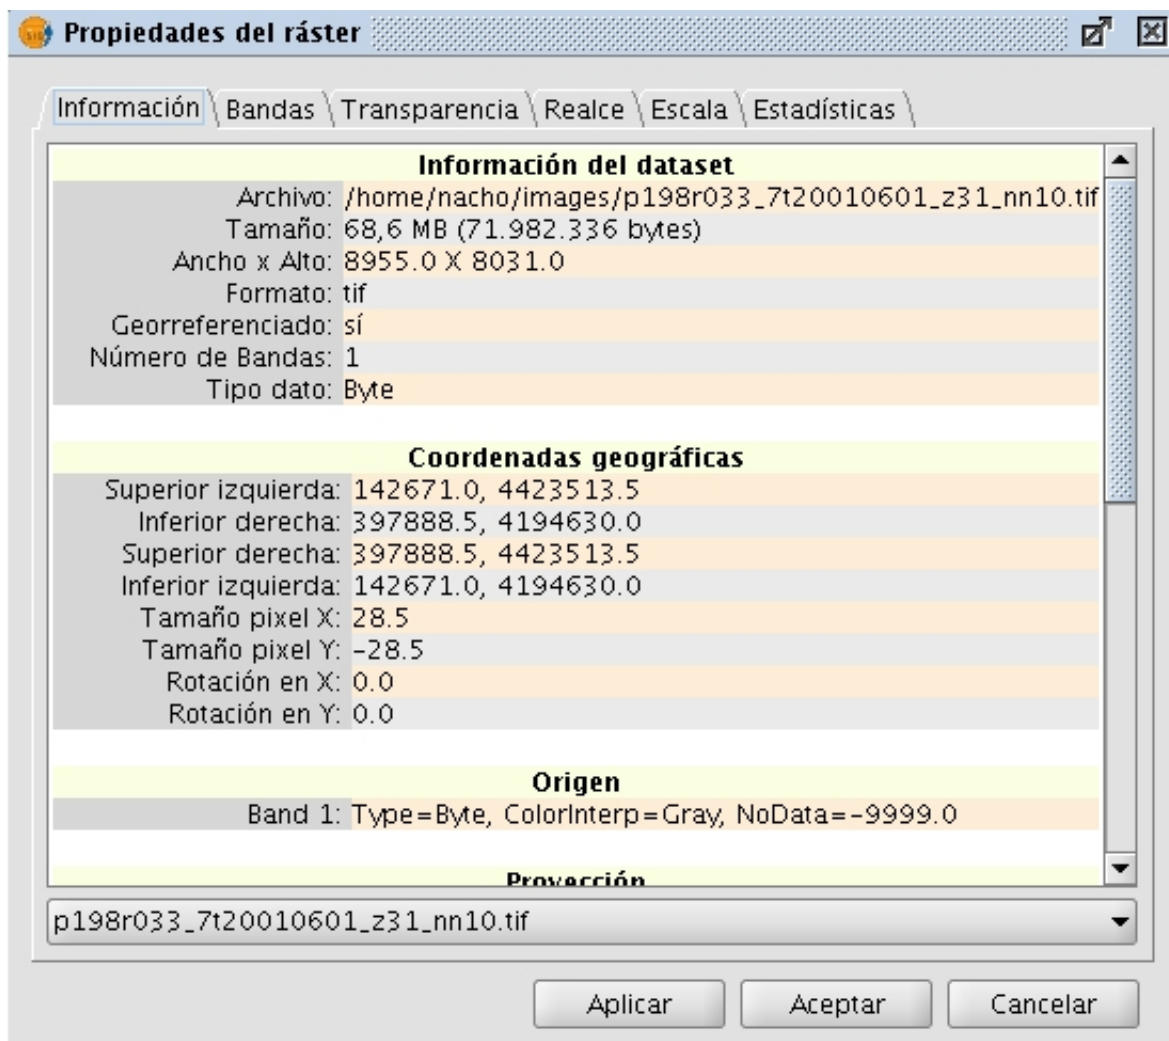 Propiedades del ráster
Información Bandas Transparencia Realce Escala Estadísticas
Información del dataset
Archivo: /home/nacho/images/p198r033_7t20010601_z31_nn10.tif
Tamaño: 68,6 MB (71.982.336 bytes)
Ancho x Alto: 8955.0 X 8031.0
Formato: tif
Georreferenciado: sí
Número de Bandas: 1
Tipo dato: Byte
Coordenadas geográficas
Superior izquierda: 142671.0, 4423513.5
Inferior derecha: 397888.5, 4194630.0
Superior derecha: 397888.5, 4423513.5
Inferior izquierda: 142671.0, 4194630.0
Tamaño pixel X: 28.5
Tamaño pixel Y: -28.5
Rotación en X: 0.0
Rotación en Y: 0.0
Origen
Band 1: Type=Byte, ColorInterp=Gray, NoData=-9999.0
Proyección
p198r033_7t20010601_z31_nn10.tif
Aplicar Aceptar Cancelar